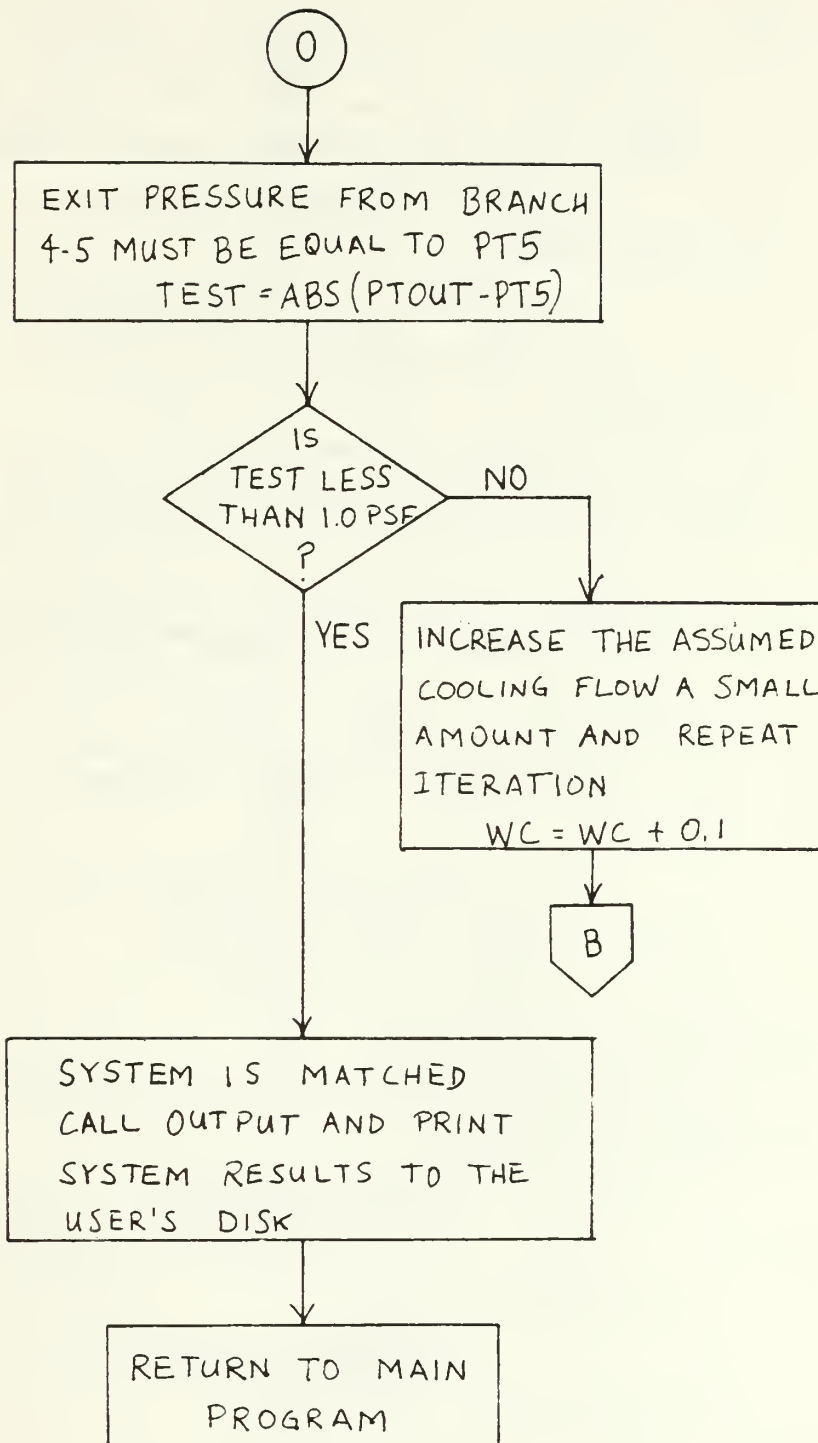 O
EXIT PRESSURE FROM BRANCH
4-5 MUST BE EQUAL TO PT5
TEST = ABS(PTOUT-PT5)
IS
TEST LESS
THAN 1.0 PSF
?
NO
YES
INCREASE THE ASSUMED
COOLING FLOW A SMALL
AMOUNT AND REPEAT
ITERATION
WC = WC + 0.1
B
SYSTEM IS MATCHED
CALL OUTPUT AND PRINT
SYSTEM RESULTS TO THE
USER'S DISK
RETURN TO MAIN
PROGRAM